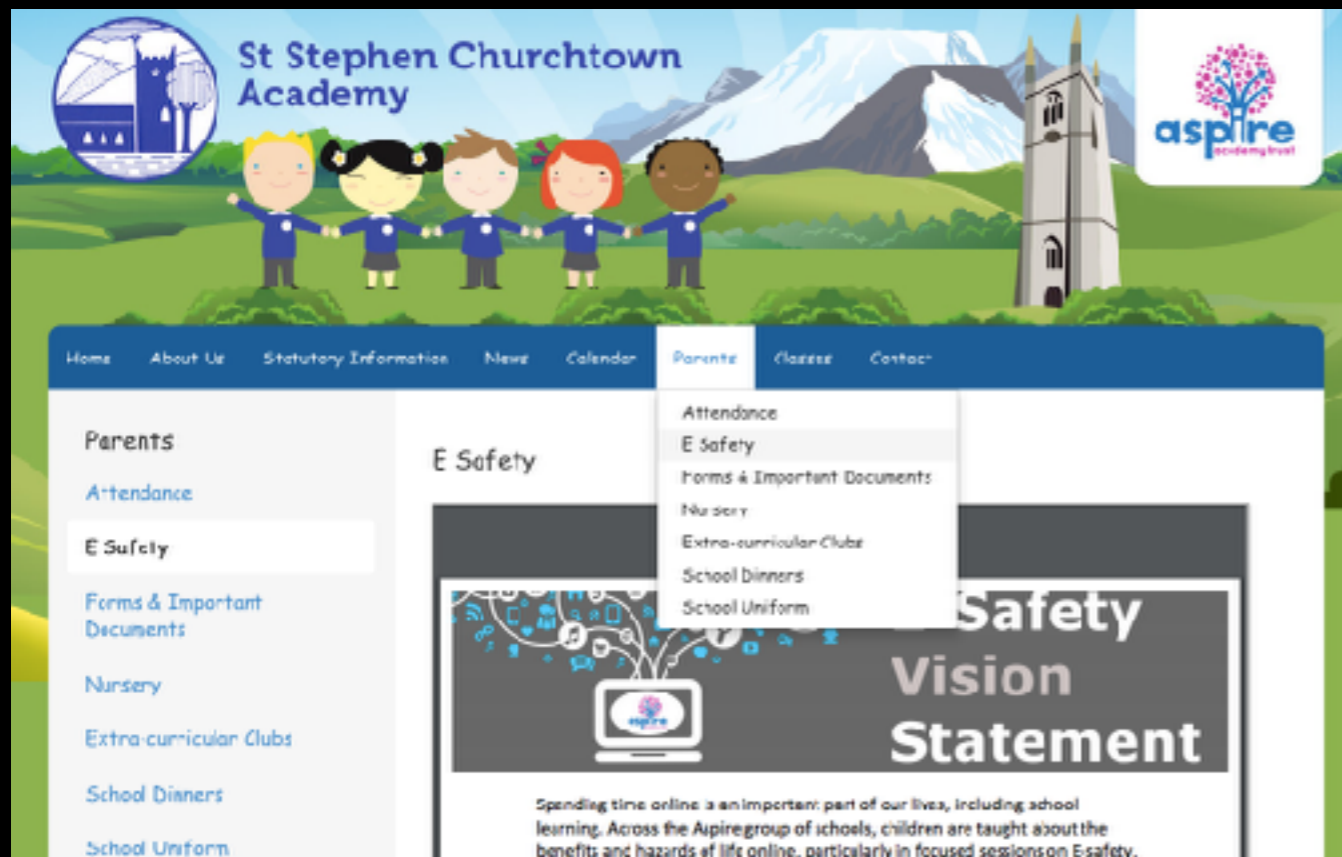 St Stephen Churchtown
Academy
aspire
academy trust
Home About Us Statutory Information News Calendar Parents Classes Contact
Parents
Attendance
E Safety
Forms & Important
Documents
Nursery
Extra-curricular Clubs
School Dinners
School Uniform
Attendance
E Safety
Forms & Important Documents
Nursery
Extra-curricular Clubs
School Dinners
School Uniform
E Safety
Safety
Vision
Statement
aspire
Spending time online is an important part of our lives, including school
learning. Across the Aspire group of schools, children are taught about the
benefits and hazards of life online, particularly in focused sessions on E-safety.